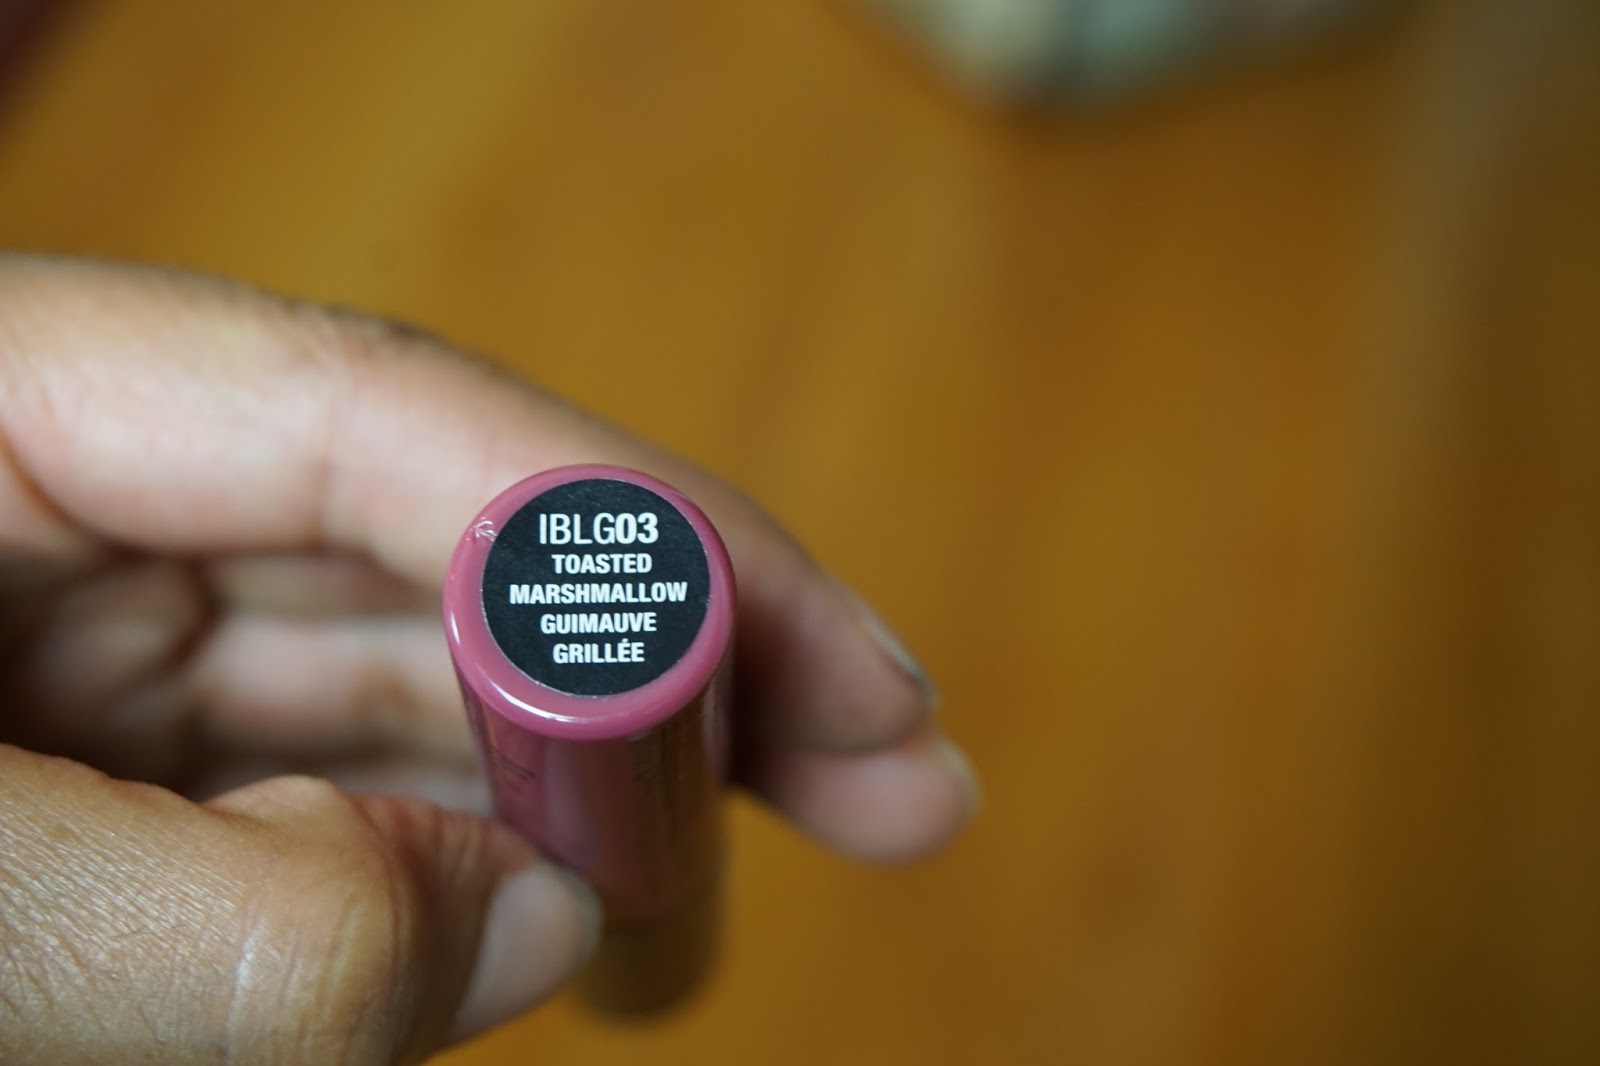 IBLG03
TOASTED
MARSHMALLOW
GUIMAUVE
GRILLÉE